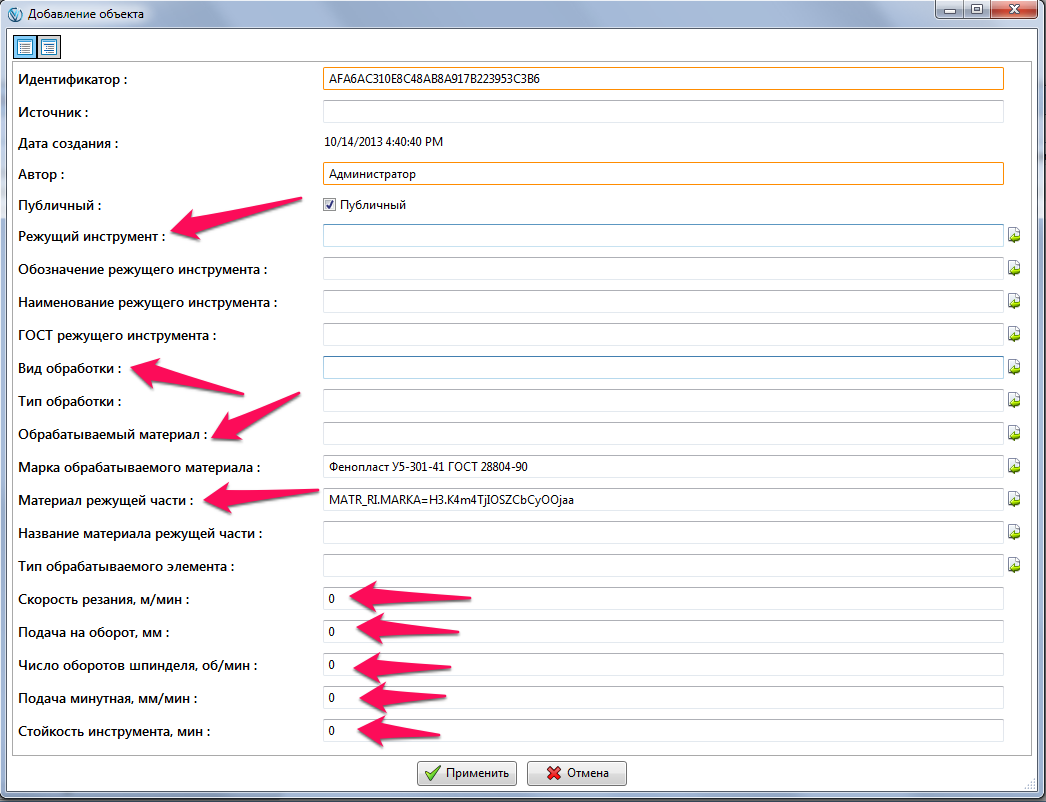 Добавление объекта
Идентификатор : AFA6AC310E8C48AB8A917B223953C3B6
Источник :
Дата создания : 10/14/2013 4:40:40 PM
Автор : Администратор
Публичный : Публичный
Режущий инструмент :
Обозначение режущего инструмента :
Наименование режущего инструмента :
ГОСТ режущего инструмента :
Вид обработки :
Тип обработки :
Обрабатываемый материал :
Марка обрабатываемого материала : Фенопласт У5-301-41 ГОСТ 28804-90
Материал режущей части : MATR_RI.MARKA=H3.K4m4TjIOSZCbCyOOjaa
Название материала режущей части :
Тип обрабатываемого элемента :
Скорость резания, м/мин : 0
Подача на оборот, мм : 0
Число оборотов шпинделя, об/мин : 0
Подача минутная, мм/мин : 0
Стойкость инструмента, мин : 0
Применить Отмена